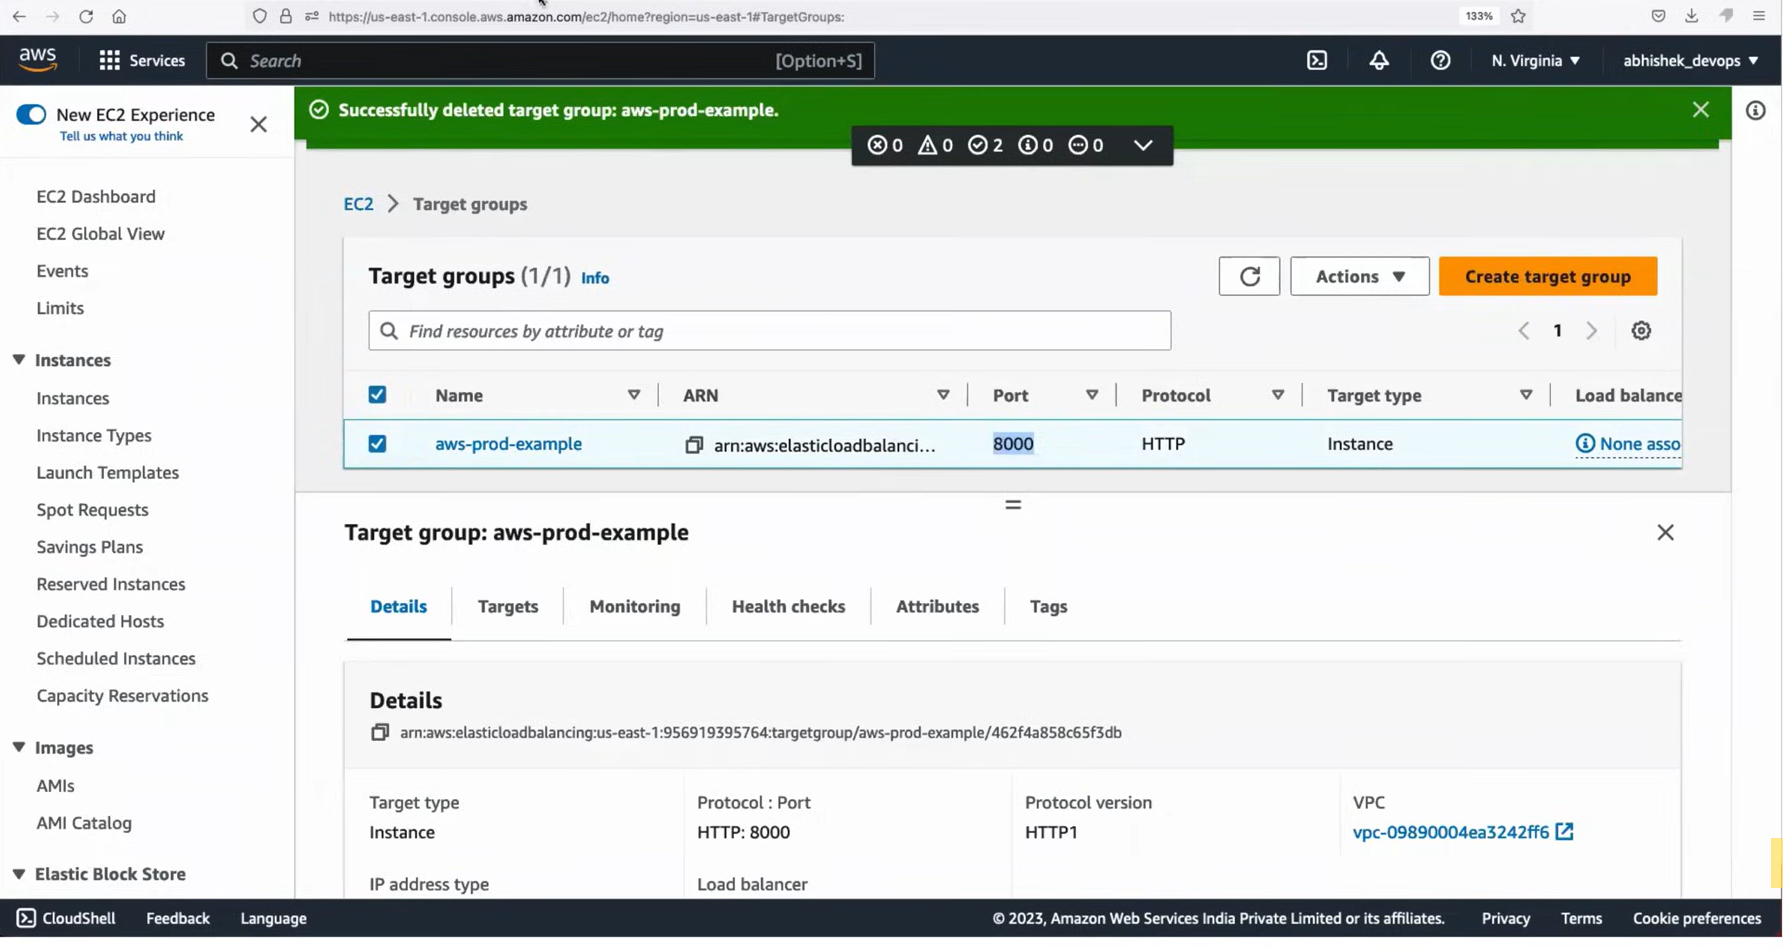 https://us-east-1.console.aws.amazon.com/ec2/home?region=us-east-1#TargetGroups:
133%
aws
Services
Search
[Option+S]
N. Virginia
abhishek_devops
New EC2 Experience
Tell us what you think
EC2 Dashboard
EC2 Global View
Events
Limits
Instances
Instances
Instance Types
Launch Templates
Spot Requests
Savings Plans
Reserved Instances
Dedicated Hosts
Scheduled Instances
Capacity Reservations
Images
AMIs
AMI Catalog
Elastic Block Store
Successfully deleted target group: aws-prod-example.
0 0 2 0 0
EC2 Target groups
Target groups (1/1) Info
Actions
Create target group
Find resources by attribute or tag
1
Name ARN Port Protocol Target type Load balance
aws-prod-example arn:aws:elasticloadbalanci... 8000 HTTP Instance None asso
Target group: aws-prod-example
Details Targets Monitoring Health checks Attributes Tags
Details
arn:aws:elasticloadbalancing:us-east-1:956919395764:targetgroup/aws-prod-example/462f4a858c65f3db
Target type Protocol : Port Protocol version VPC
Instance HTTP: 8000 HTTP1 vpc-09890004ea3242ff6
IP address type Load balancer
CloudShell Feedback Language © 2023, Amazon Web Services India Private Limited or its affiliates. Privacy Terms Cookie preferences